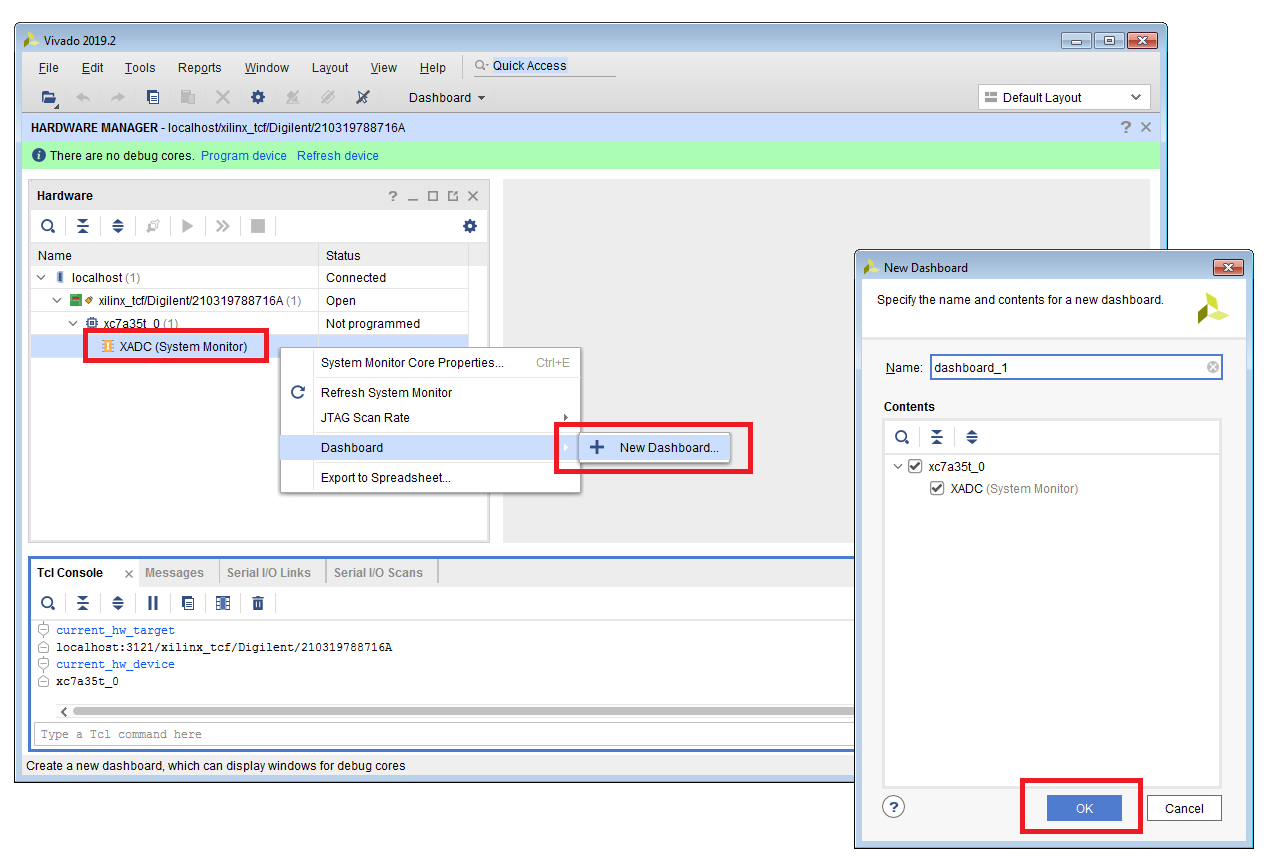 Vivado 2019.2
File Edit Tools Reports Window Layout View Help Quick Access
Dashboard Default Layout
HARDWARE MANAGER - localhost/xilinx_tcf/Digilent/210319788716A
There are no debug cores. Program device Refresh device
Hardware
Name Status
localhost (1) Connected
xilinx_tcf/Digilent/210319788716A (1) Open
xc7a35t_0 (1) Not programmed
XADC (System Monitor)
System Monitor Core Properties... Ctrl+E
Refresh System Monitor
JTAG Scan Rate
Dashboard
New Dashboard...
Export to Spreadsheet...
Tcl Console Messages Serial I/O Links Serial I/O Scans
current_hw_target
localhost:3121/xilinx_tcf/Digilent/210319788716A
current_hw_device
xc7a35t_0
Type a Tcl command here
Create a new dashboard, which can display windows for debug cores
New Dashboard
Specify the name and contents for a new dashboard.
Name: dashboard_1
Contents
xc7a35t_0
XADC (System Monitor)
OK Cancel